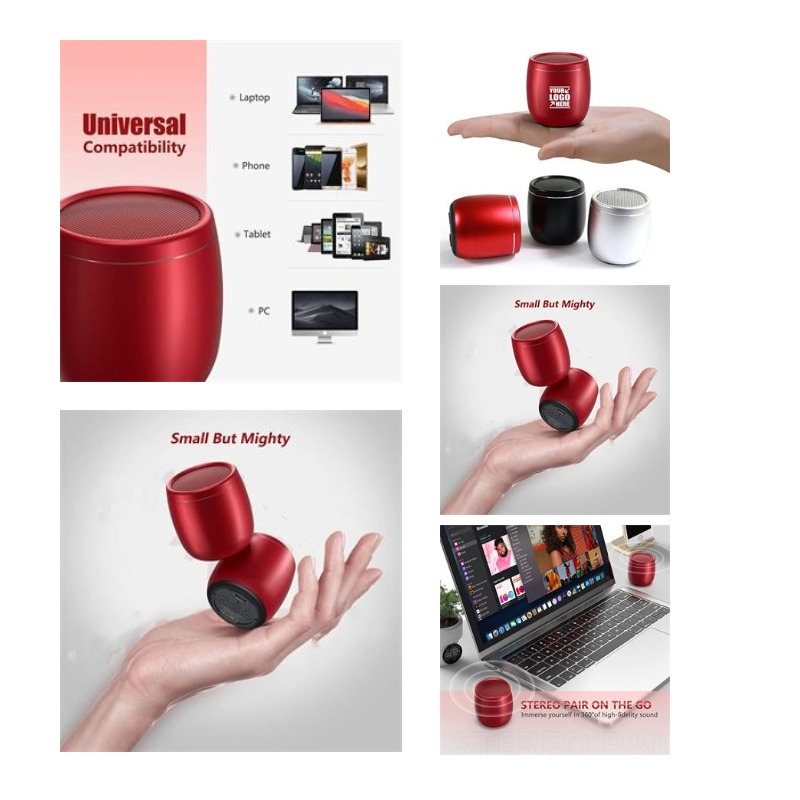 Universal
Compatibility
Laptop
Phone
Tablet
PC
YOUR
LOGO
HERE
Small But Mighty
Small But Mighty
STEREO PAIR ON THE GO
Immerse yourself in 360°of high-fidelity sound